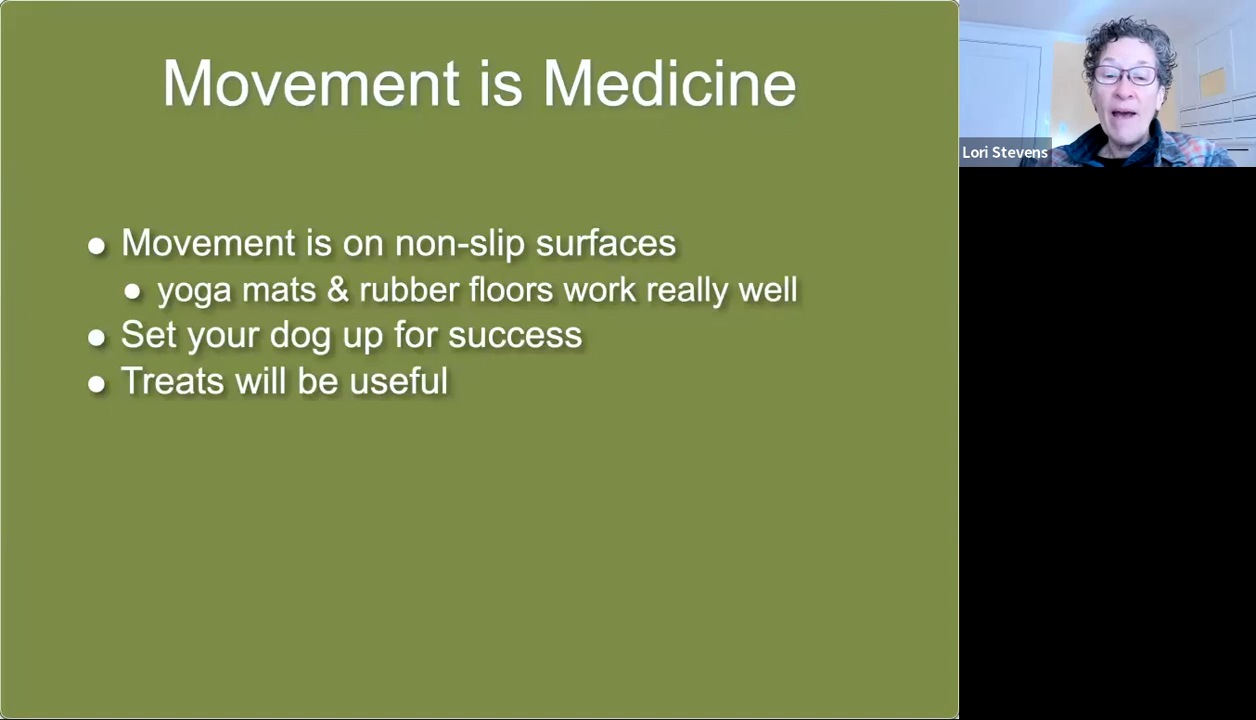 Movement is Medicine
Lori Stevens
● Movement is on non-slip surfaces
● yoga mats & rubber floors work really well
● Set your dog up for success
● Treats will be useful